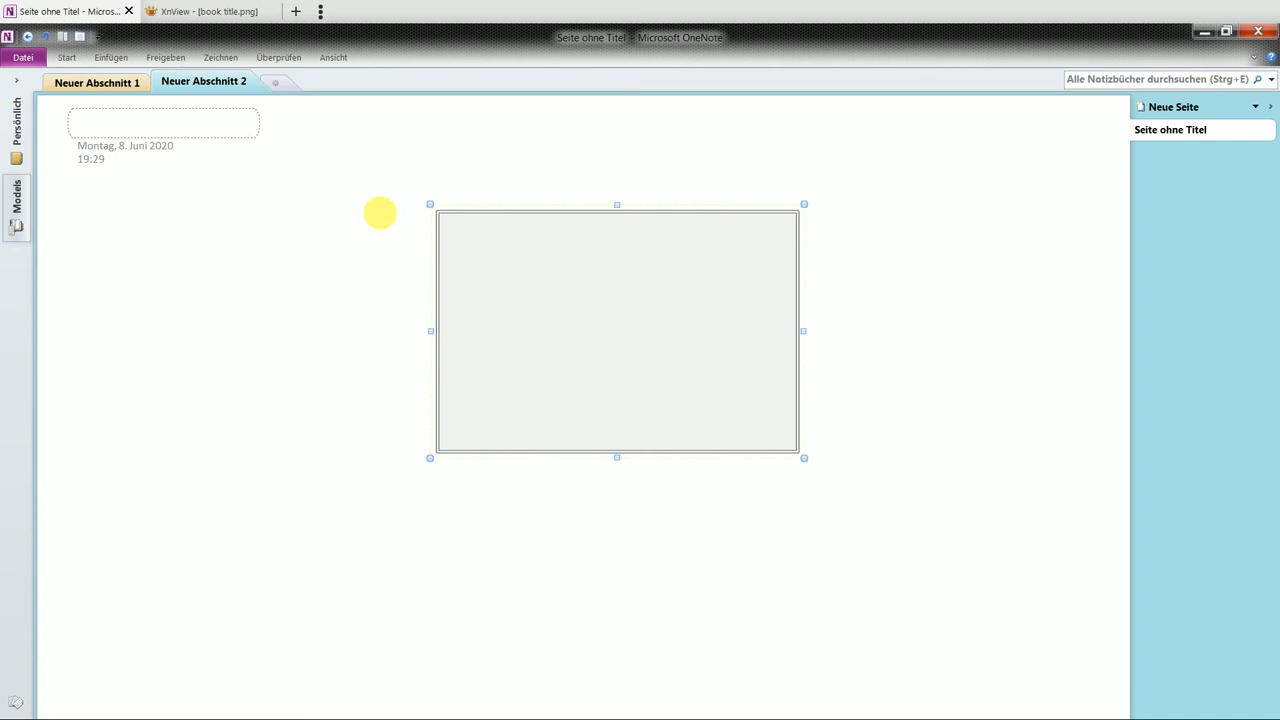 Seite ohne Titel - Micros...
XnView - [book title.png]
Seite ohne Titel - Microsoft OneNote
Datei
Start
Einfügen
Freigeben
Zeichnen
Überprüfen
Ansicht
Neuer Abschnitt 1
Neuer Abschnitt 2
Alle Notizbücher durchsuchen (Strg+E)
Persönlich
Models
Montag, 8. Juni 2020
19:29
Neue Seite
Seite ohne Titel